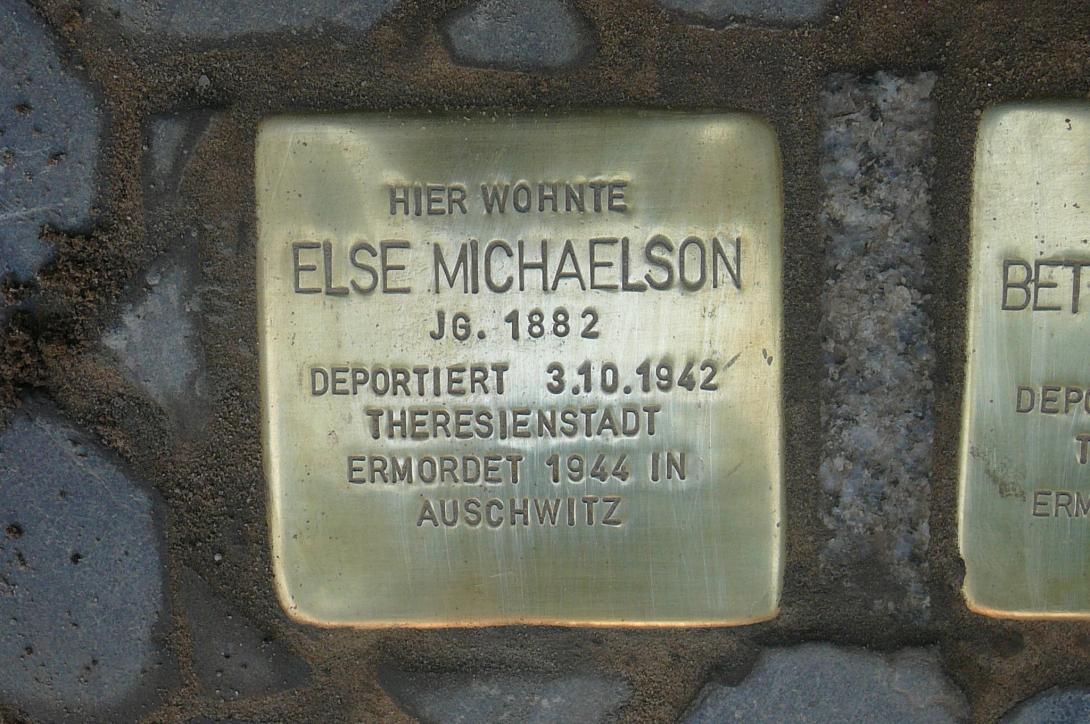 HIER WOHNTE
ELSE MICHAELSON
JG. 1882
DEPORTIERT 3.10.1942
THERESIENSTADT
ERMORDET 1944 IN
AUSCHWITZ